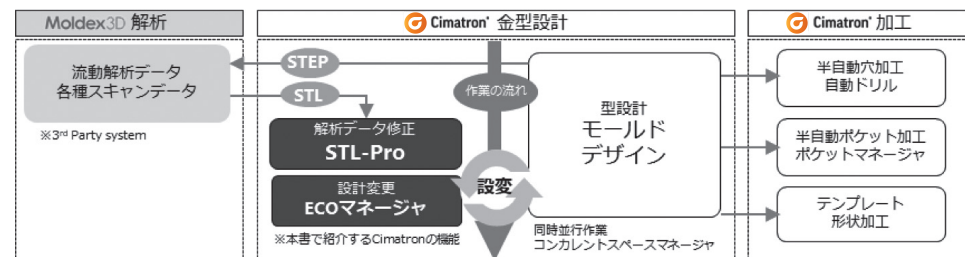 Moldex3D 解析
流動解析データ
各種スキャンデータ
※3rd Party system
Cimatron® 金型設計
STEP
STL
作業の流れ
解析データ修正
STL-Pro
設計変更
ECOマネージャ
※本書で紹介するCimatronの機能
設変
型設計
モールド
デザイン
同時並行作業
コンカレントスペースマネージャ
Cimatron® 加工
半自動穴加工
自動ドリル
半自動ポケット加工
ポケットマネージャ
テンプレート
形状加工